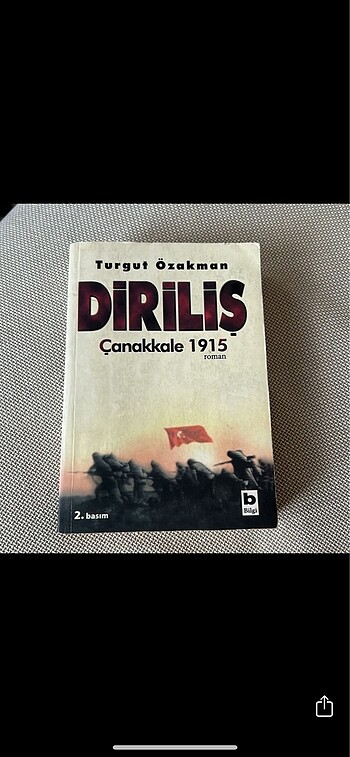 Turgut Özakman
DİRİLİŞ
Çanakkale 1915
roman
b
Bilgi
2. basım